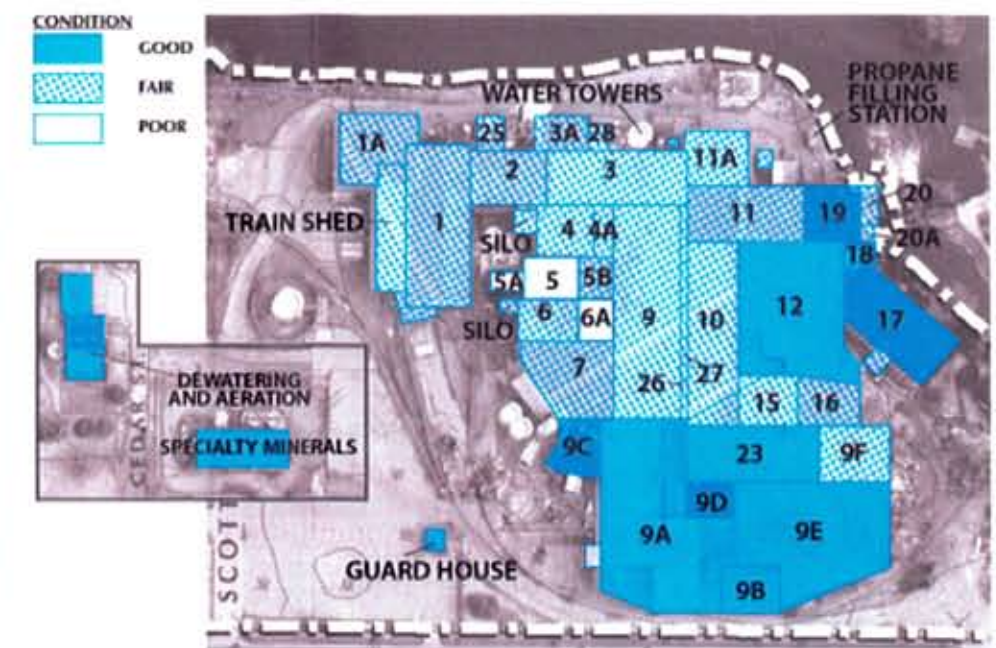 CONDITION
GOOD
FAIR
POOR
WATER TOWERS
PROPANE
FILLING
STATION
1A
25
3A
28
11A
2
3
20
TRAIN SHED
1
11
19
SILO
4
4A
20A
18
5A
5
5B
12
SILO
6
6A
9
10
17
7
26
27
15
16
DEWATERING
AND AERATION
CEDAR ST.
SPECIALTY MINERALS
9C
23
9F
9D
9A
9E
SCOTT
GUARD HOUSE
9B